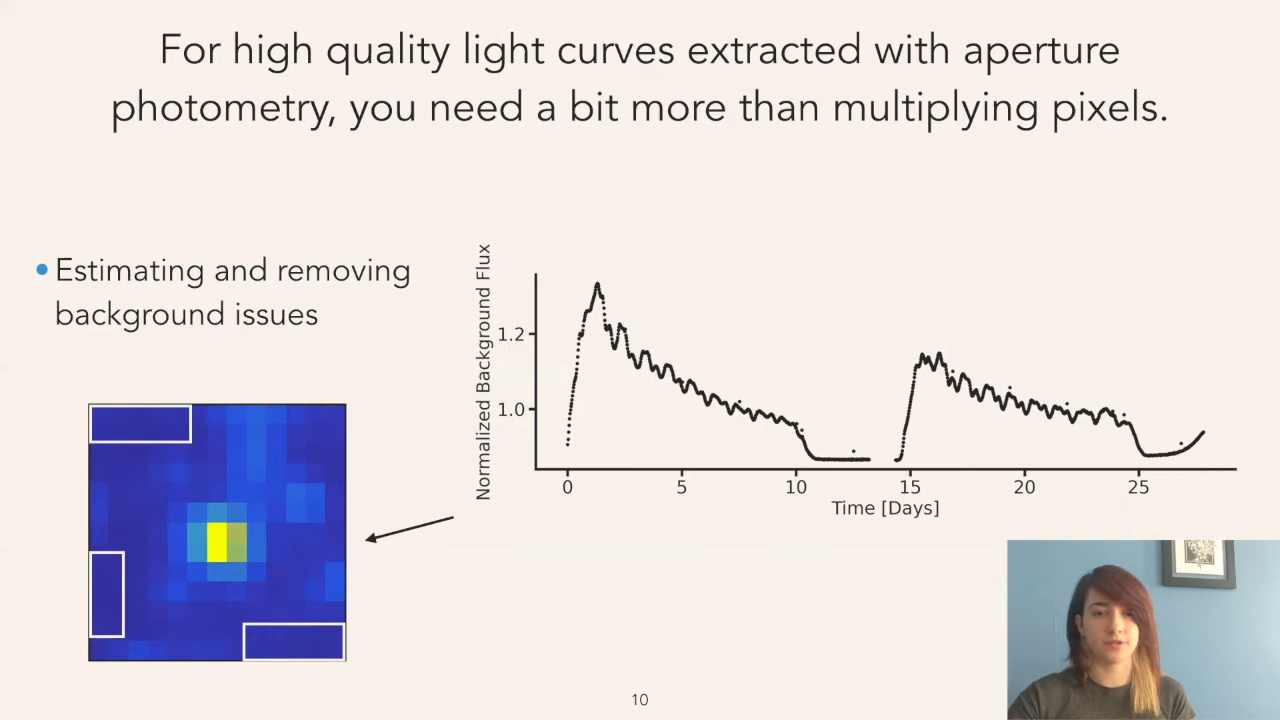 For high quality light curves extracted with aperture
photometry, you need a bit more than multiplying pixels.
• Estimating and removing
background issues
Normalized Background Flux
1.2
1.0
0 5 10 15 20 25
Time [Days]
10